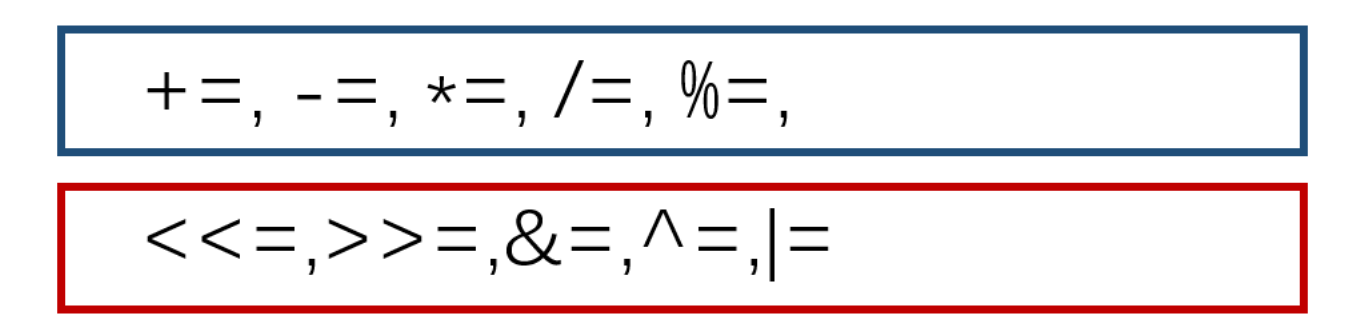 +=, -=, *=, /=, %=,
<<=,>>=,&=,^=,|=